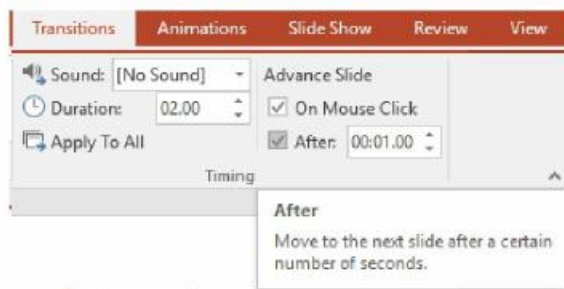 Transitions Animations Slide Show Review View
Sound: [No Sound] Advance Slide
Duration: 02.00 On Mouse Click
Apply To All After: 00:01.00
Timing
After
Move to the next slide after a certain
number of seconds.